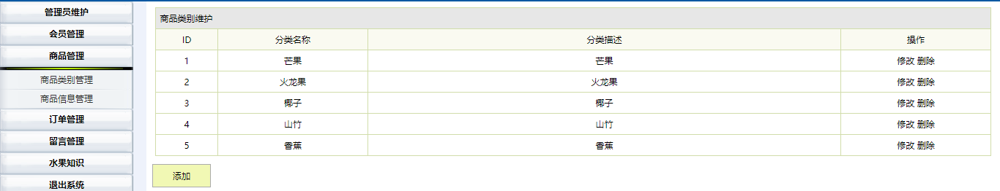 管理员维护
会员管理
商品管理
商品类别管理
商品信息管理
订单管理
留言管理
水果知识
退出系统
商品类别维护
ID 分类名称 分类描述 操作
1 芒果 芒果 修改 删除
2 火龙果 火龙果 修改 删除
3 椰子 椰子 修改 删除
4 山竹 山竹 修改 删除
5 香蕉 香蕉 修改 删除
添加